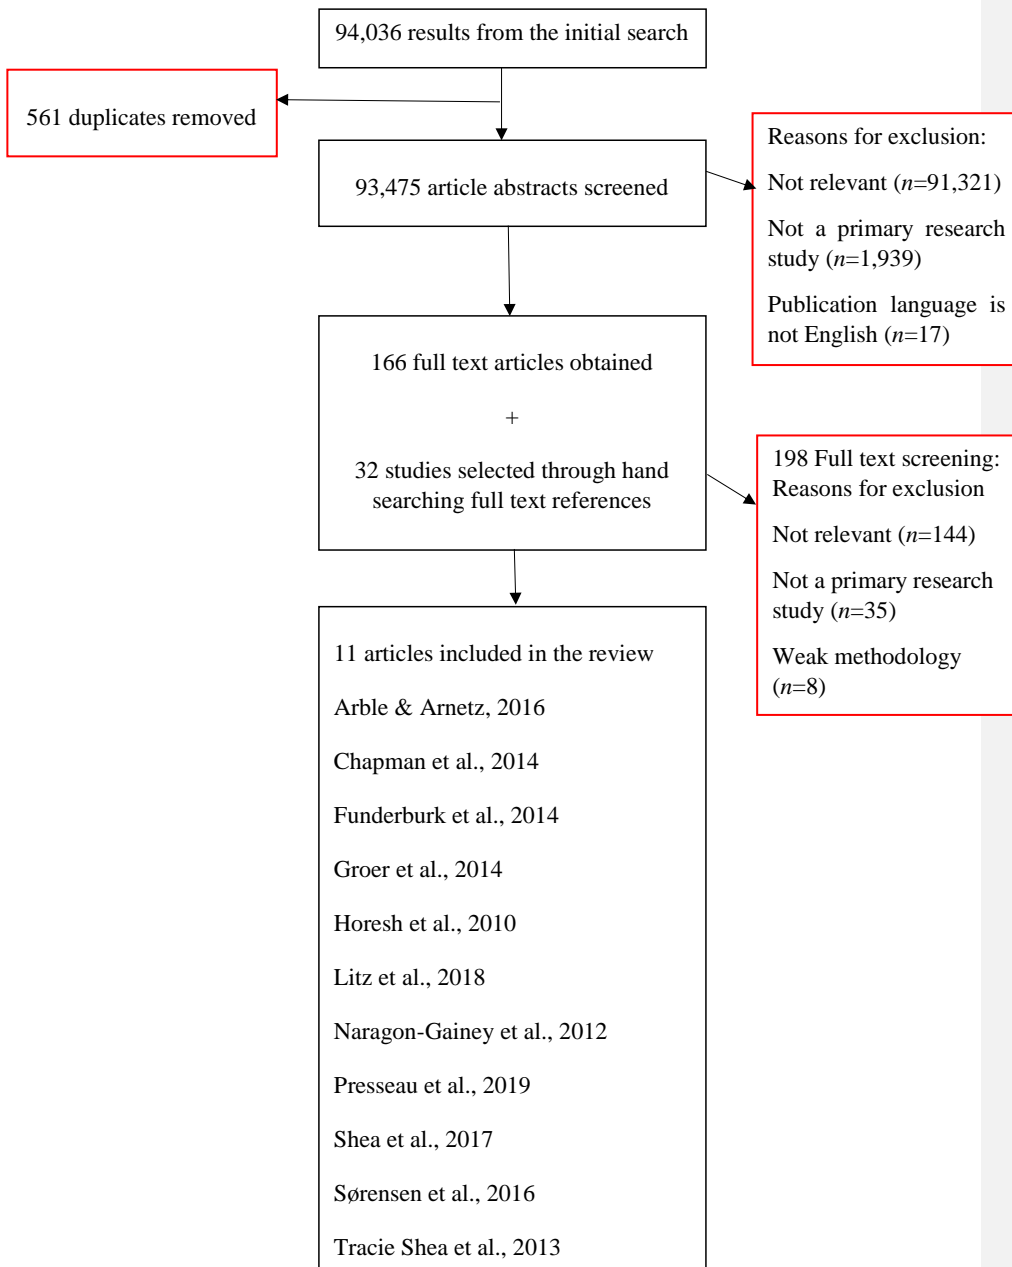 94,036 results from the initial search
561 duplicates removed
93,475 article abstracts screened
Reasons for exclusion:
Not relevant (n=91,321)
Not a primary research
study (n=1,939)
Publication language is
not English (n=17)
166 full text articles obtained
+
32 studies selected through hand
searching full text references
198 Full text screening:
Reasons for exclusion
Not relevant (n=144)
Not a primary research
study (n=35)
Weak methodology
(n=8)
11 articles included in the review
Arble & Arnetz, 2016
Chapman et al., 2014
Funderburk et al., 2014
Groer et al., 2014
Horesh et al., 2010
Litz et al., 2018
Naragon-Gainey et al., 2012
Presseau et al., 2019
Shea et al., 2017
Sørensen et al., 2016
Tracie Shea et al., 2013